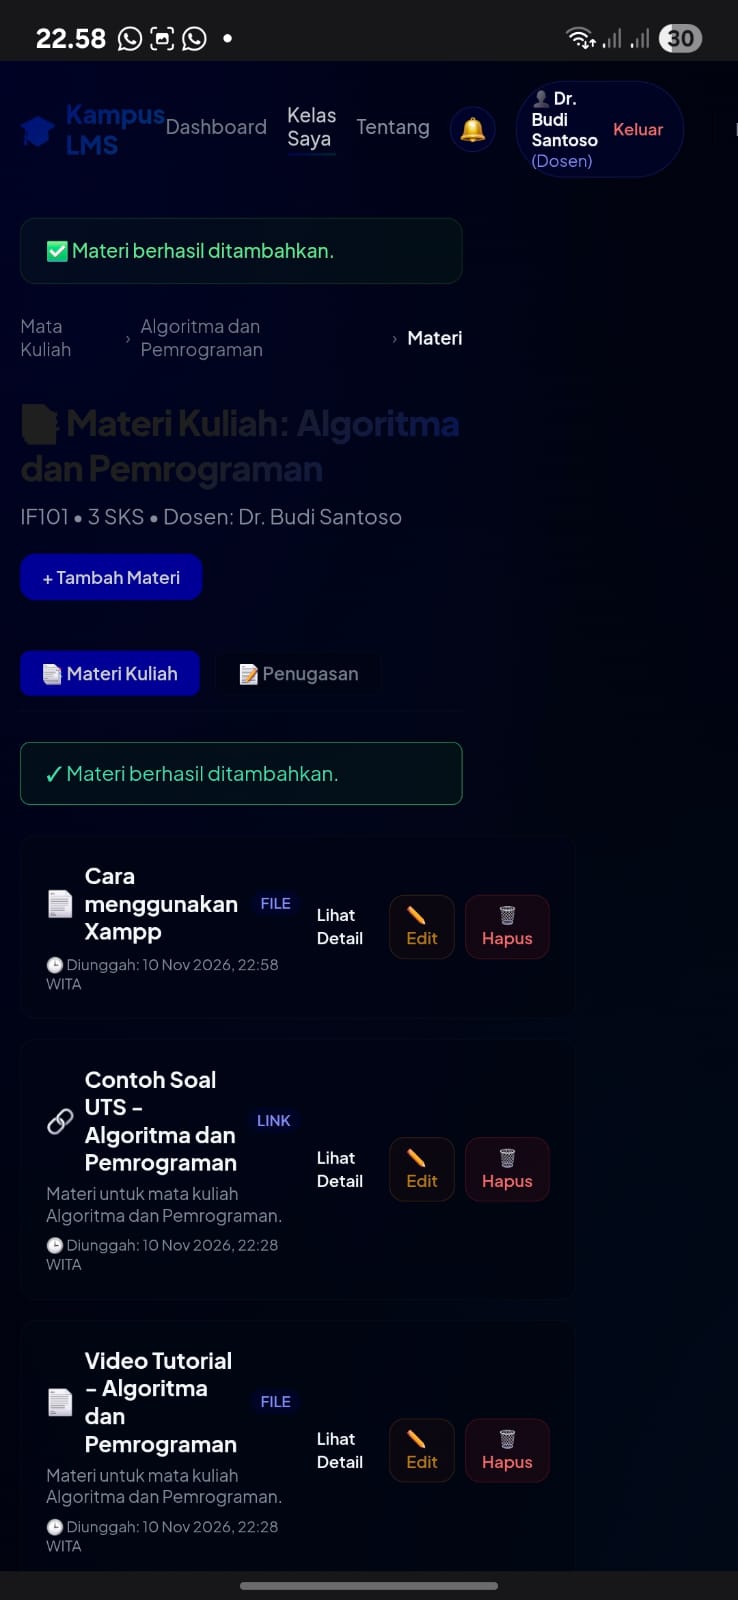 22.58
30
Kampus
LMS
Dashboard
Kelas
Saya
Tentang
Dr.
Budi
Santoso
(Dosen)
Keluar
✅ Materi berhasil ditambahkan.
Mata
Kuliah
›
Algoritma dan
Pemrograman
› Materi
Materi Kuliah: Algoritma
dan Pemrograman
IF101 • 3 SKS • Dosen: Dr. Budi Santoso
+ Tambah Materi
Materi Kuliah
Penugasan
✓ Materi berhasil ditambahkan.
Cara
menggunakan
Xampp
FILE
Diunggah: 10 Nov 2026, 22:58
WITA
Lihat
Detail
Edit
Hapus
Contoh Soal
UTS -
Algoritma dan
Pemrograman
LINK
Materi untuk mata kuliah
Algoritma dan Pemrograman.
Diunggah: 10 Nov 2026, 22:28
WITA
Lihat
Detail
Edit
Hapus
Video Tutorial
- Algoritma
dan
Pemrograman
FILE
Materi untuk mata kuliah
Algoritma dan Pemrograman.
Diunggah: 10 Nov 2026, 22:28
WITA
Lihat
Detail
Edit
Hapus